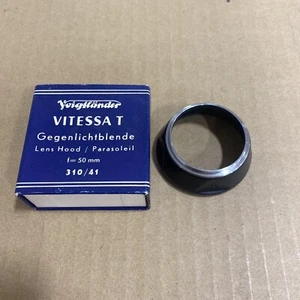 Voigtländer
VITESSA T
Gegenlichtblende
Lens Hood / Parasoleil
f=50 mm
310/41